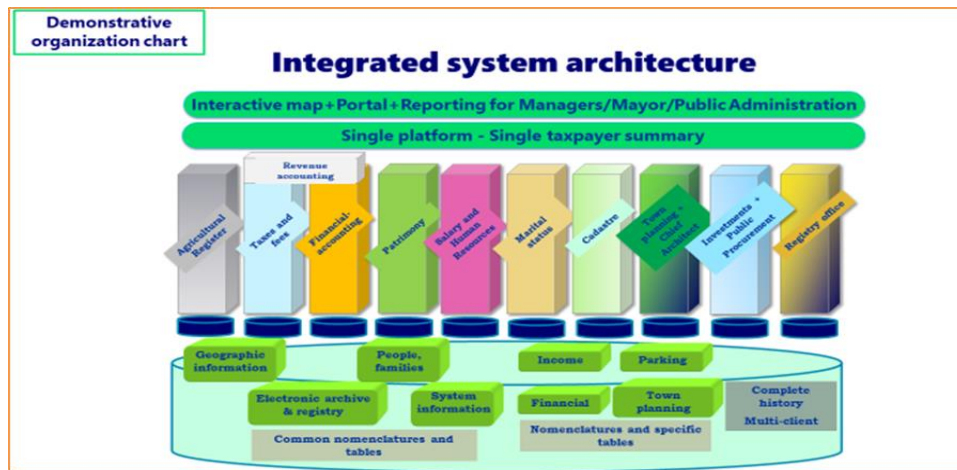 Demonstrative
organization chart
Integrated system architecture
Interactive map+Portal+Reporting for Managers/Mayor/Public Administration
Single platform - Single taxpayer summary
Revenue
accounting
Agricultural
Register
Taxes and
fees
Financial-
accounting
Patrimony
Salary and
Human
Resources
Marital
status
Cadastre
Town
planning +
Chief
Architect
Investments +
Public
Procurement
Registry office
Geographic
information
People,
families
Income
Parking
Electronic archive
& registry
System
information
Financial
Town
planning
Complete
history
Multi-client
Common nomenclatures and
tables
Nomenclatures and specific
tables